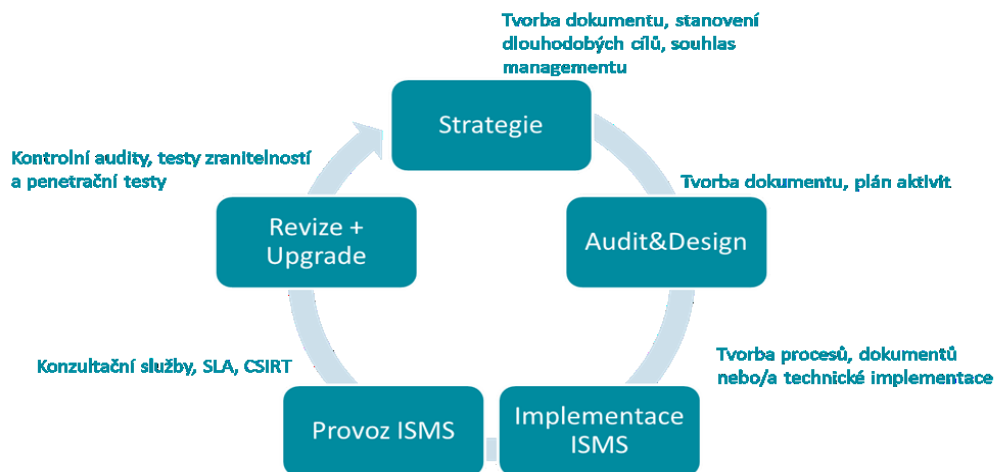 Tvorba dokumentu, stanovení
dlouhodobých cílů, souhlas
managementu
Strategie
Kontrolní audity, testy zranitelností
a penetrační testy
Tvorba dokumentu, plán aktivit
Revize +
Upgrade
Audit&Design
Konzultační služby, SLA, CSIRT
Tvorba procesů, dokumentů
nebo/a technické implementace
Provoz ISMS
Implementace
ISMS